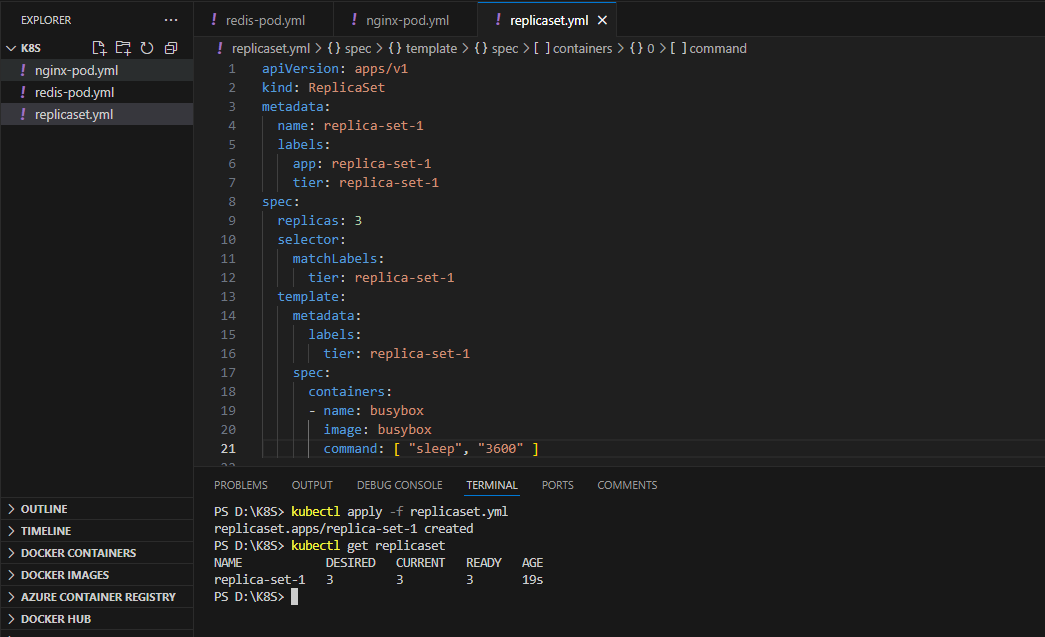 EXPLORER
K8S
nginx-pod.yml
redis-pod.yml
replicaset.yml
OUTLINE
TIMELINE
DOCKER CONTAINERS
DOCKER IMAGES
AZURE CONTAINER REGISTRY
DOCKER HUB
redis-pod.yml nginx-pod.yml replicaset.yml
replicaset.yml > {} spec > {} template > {} spec > [ ] containers > {} 0 > [ ] command
1 apiVersion: apps/v1
2 kind: ReplicaSet
3 metadata:
4   name: replica-set-1
5   labels:
6     app: replica-set-1
7     tier: replica-set-1
8 spec:
9   replicas: 3
10   selector:
11     matchLabels:
12       tier: replica-set-1
13   template:
14     metadata:
15       labels:
16         tier: replica-set-1
17     spec:
18       containers:
19       - name: busybox
20         image: busybox
21         command: [ "sleep", "3600" ]
PROBLEMS OUTPUT DEBUG CONSOLE TERMINAL PORTS COMMENTS
PS D:\K8S> kubectl apply -f replicaset.yml
replicaset.apps/replica-set-1 created
PS D:\K8S> kubectl get replicaset
NAME DESIRED CURRENT READY AGE
replica-set-1 3 3 3 19s
PS D:\K8S>